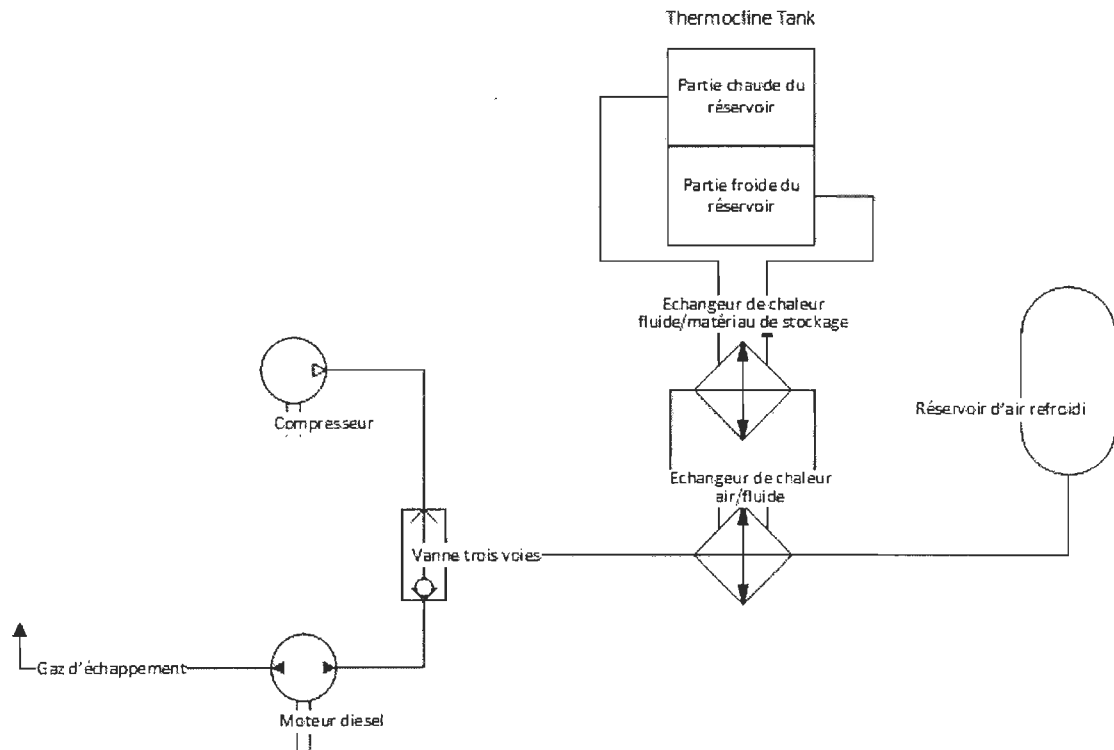 Thermocline Tank
Partie chaude du
réservoir
Partie froide du
réservoir
Echangeur de chaleur
fluide/matériau de stockage
Compresseur
Réservoir d'air refroidi
Echangeur de chaleur
air/fluide
Vanne trois voies
Gaz d'échappement
Moteur diesel